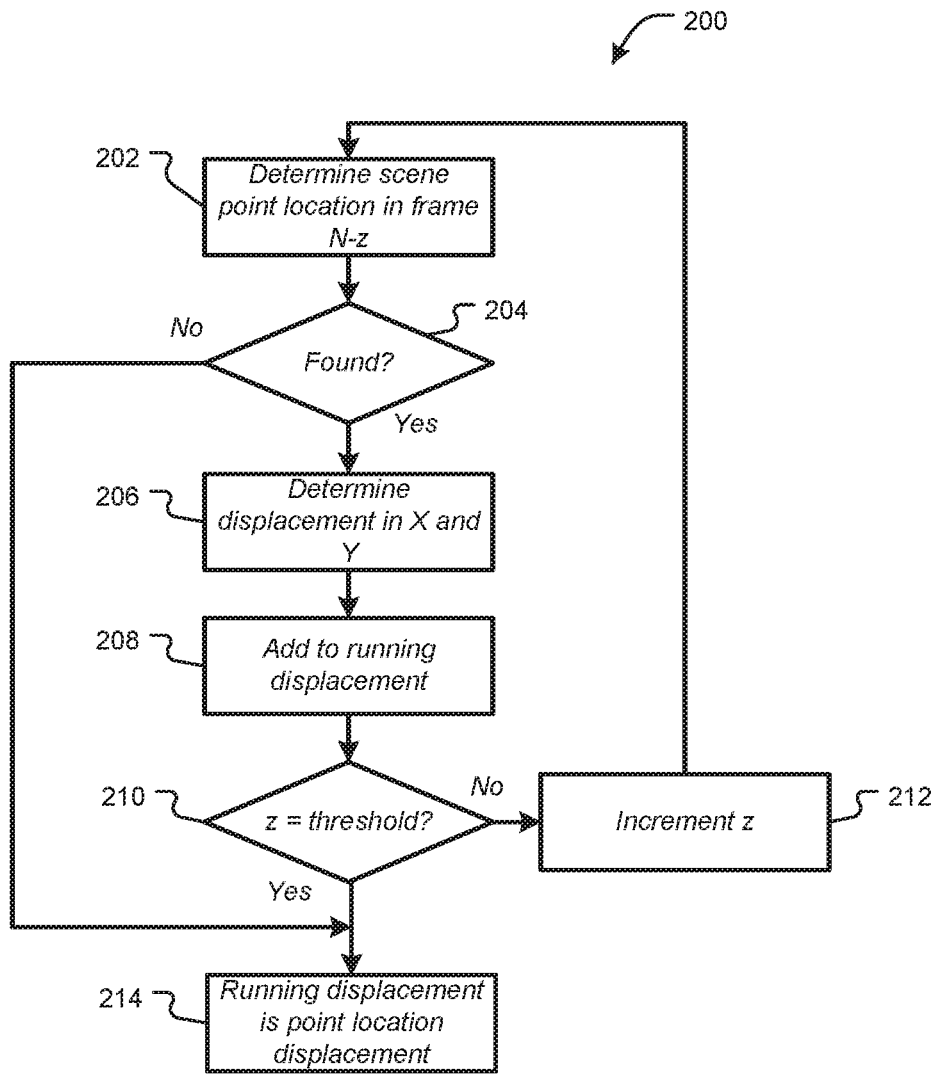 200
202
Determine scene
point location in frame
N-z
204
No
Found?
Yes
206
Determine
displacement in X and
Y
208
Add to running
displacement
210
z = threshold?
No
Increment z
212
Yes
214
Running displacement
is point location
displacement